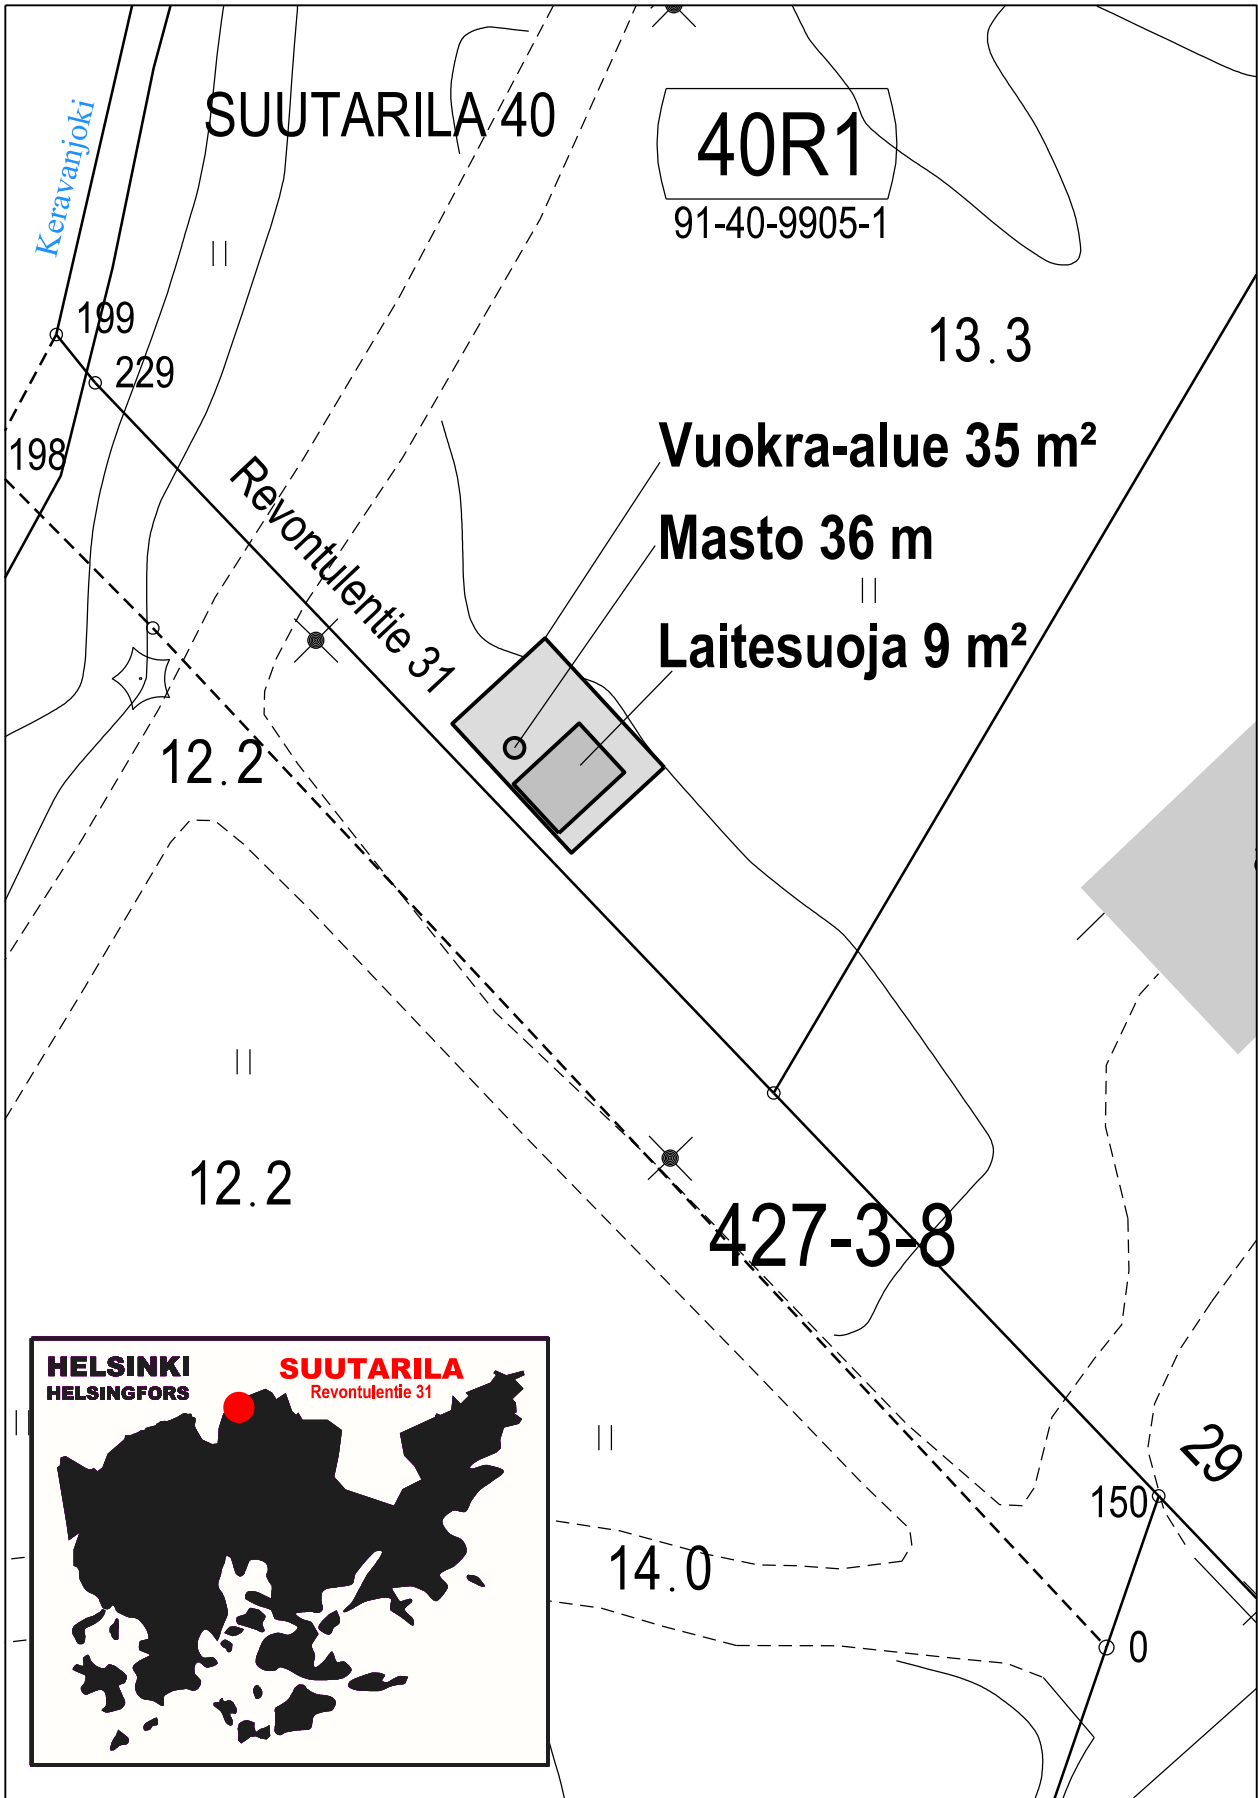 SUUTARILA 40
40R1
91-40-9905-1
Keravanjoki
199
229
198
13.3
Revontulentie 31
Vuokra-alue 35 m²
Masto 36 m
Laitesuoja 9 m²
12.2
12.2
427-3-8
HELSINKI
HELSINGFORS
SUUTARILA
Revontulentie 31
29
150
14.0
0